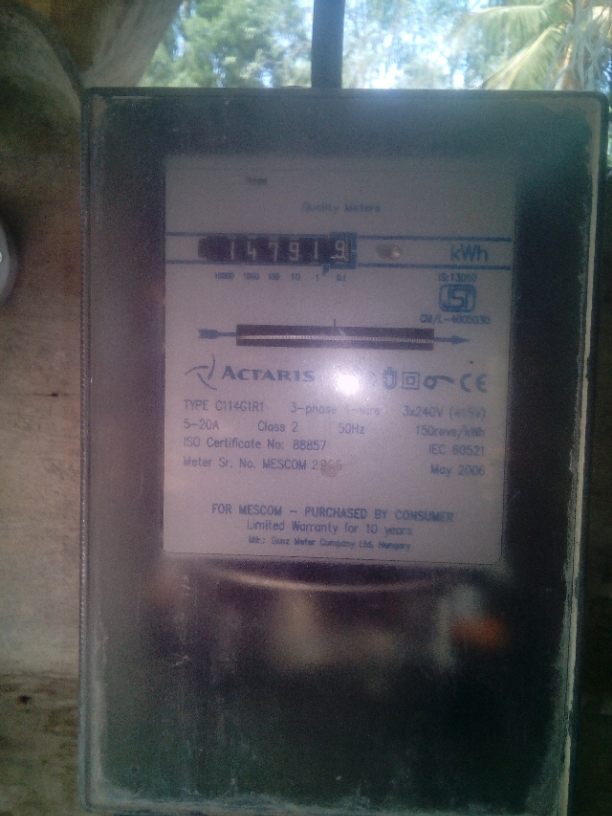 Quality Meters
147919 kWh
10000 1000 100 10 1 0.1
IS:13010
CM/L-4005030
ACTARIS CE
TYPE C114G1R1 3-phase 4-wire 3x240V (415V)
5-20A Class 2 50Hz 150revs/kWh
ISO Certificate No: 88857 IEC 60521
Meter Sr. No. MESCOM May 2006
FOR MESCOM - PURCHASED BY CONSUMER
Limited Warranty for 10 years
Mfr.: Ganz Meter Company Ltd, Hungary